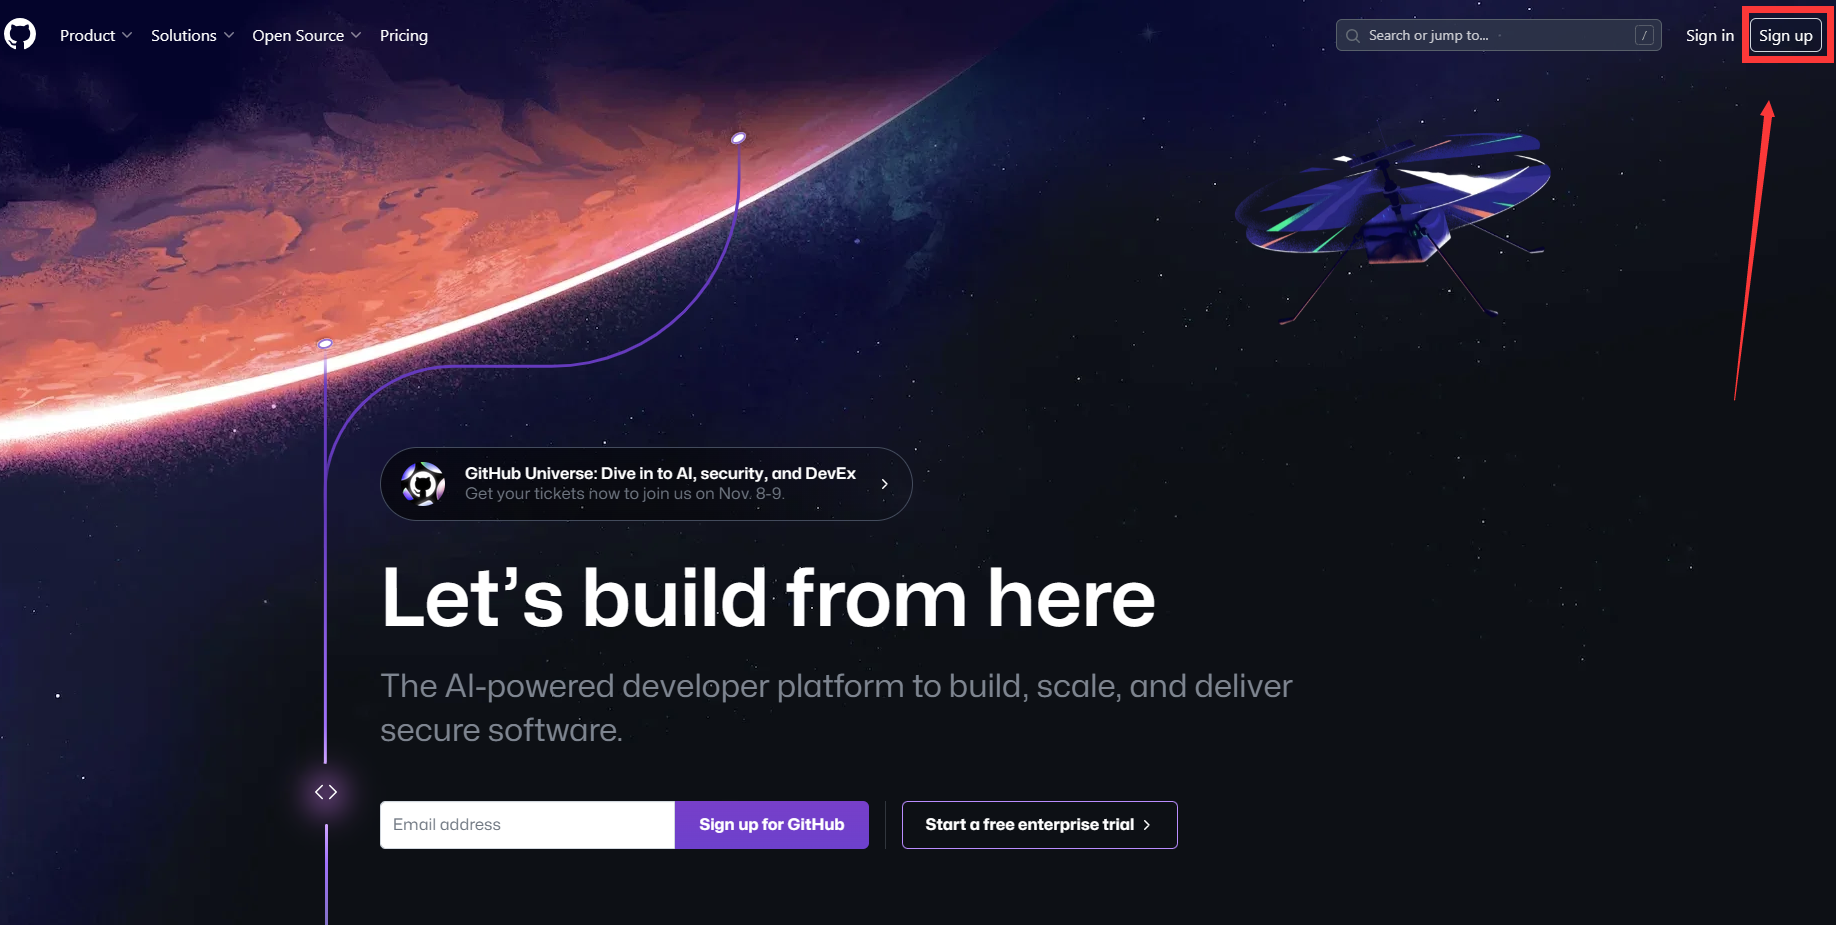 Product
Solutions
Open Source
Pricing
Search or jump to...
/
Sign in
Sign up
GitHub Universe: Dive in to AI, security, and DevEx
Get your tickets now to join us on Nov. 8-9.
Let’s build from here
The AI-powered developer platform to build, scale, and deliver
secure software.
Email address
Sign up for GitHub
Start a free enterprise trial